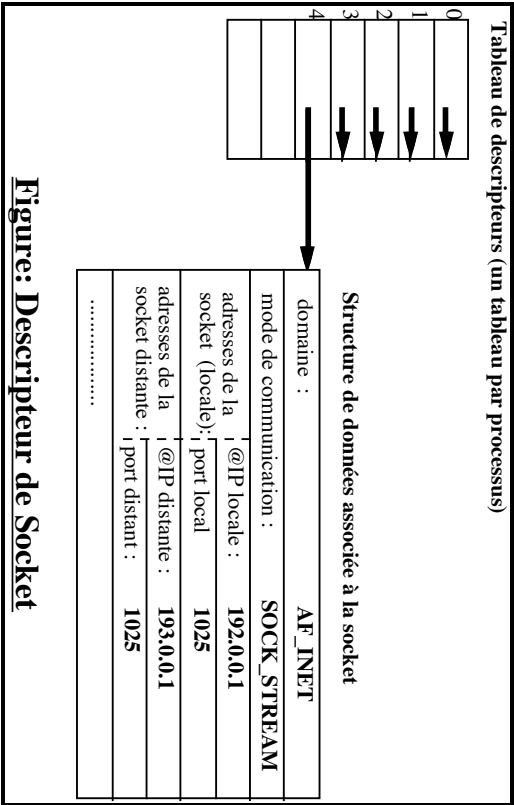 Tableau de descripteurs (un tableau par processus)
0
1
2
3
4
Structure de données associée à la socket
domaine : AF_INET
mode de communication : SOCK_STREAM
adresses de la
socket (locale):
@IP locale : 192.0.0.1
port local 1025
adresses de la
socket distante :
@IP distante : 193.0.0.1
port distant : 1025
..................
Figure: Descripteur de Socket